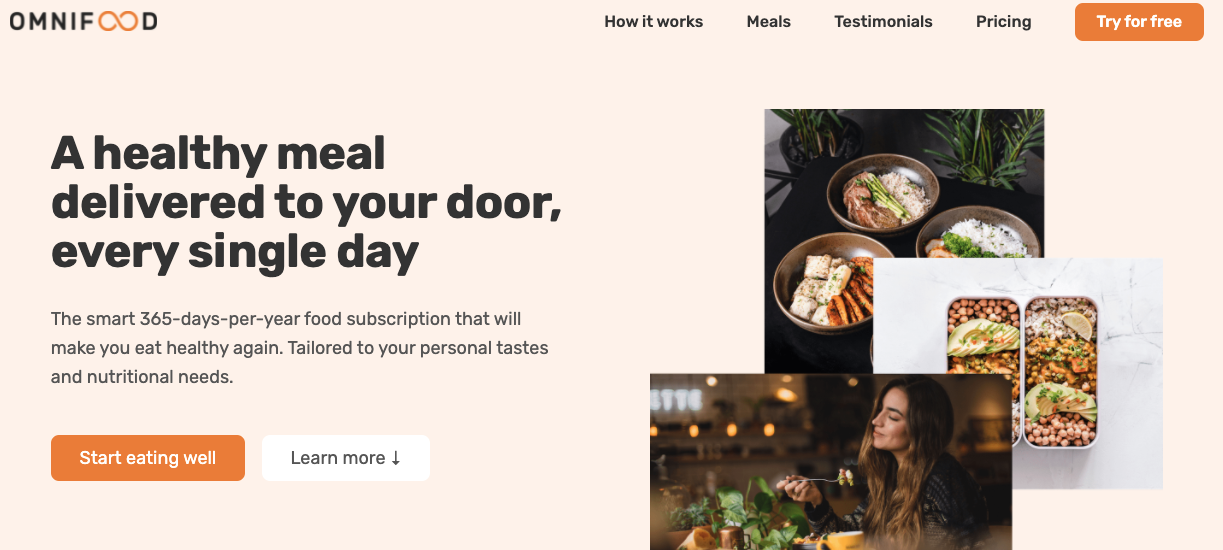 OMNIFOOD
How it works Meals Testimonials Pricing Try for free
A healthy meal
delivered to your door,
every single day
The smart 365-days-per-year food subscription that will
make you eat healthy again. Tailored to your personal tastes
and nutritional needs.
Start eating well Learn more ↓